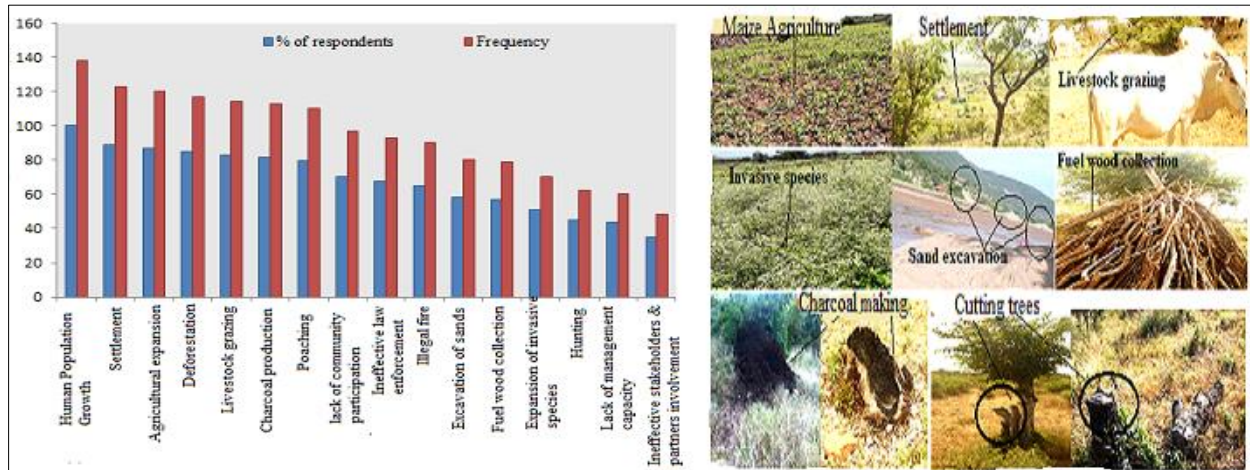 160
140
120
100
80
60
40
20
0
% of respondents
Frequency
Human Population
Growth
Settlement
Agricultural expansion
Deforestation
Livestock grazing
Charcoal production
Poaching
lack of community
participation
Ineffective law
enforcement
Illegal fire
Excavation of sands
Fuel wood collection
Expansion of invasive
species
Hunting
Lack of management
capacity
Ineffective stakeholders &
partners involvement
Maize Agriculture
Settlement
Livestock grazing
Invasive species
Sand excavation
Fuel wood collection
Charcoal making
Cutting trees